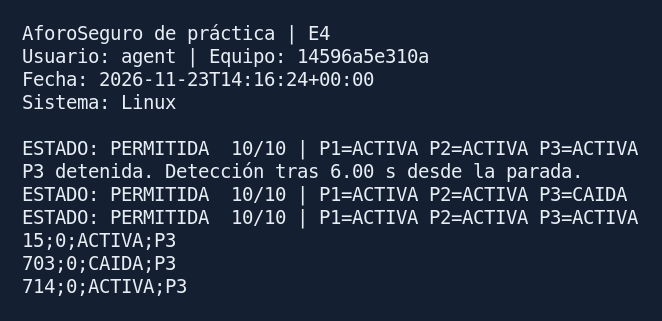 AforoSeguro de práctica | E4
Usuario: agent | Equipo: 14596a5e310a
Fecha: 2026-11-23T14:16:24+00:00
Sistema: Linux
ESTADO: PERMITIDA  10/10 | P1=ACTIVA P2=ACTIVA P3=ACTIVA
P3 detenida. Detección tras 6.00 s desde la parada.
ESTADO: PERMITIDA  10/10 | P1=ACTIVA P2=ACTIVA P3=CAIDA
ESTADO: PERMITIDA  10/10 | P1=ACTIVA P2=ACTIVA P3=ACTIVA
15;0;ACTIVA;P3
703;0;CAIDA;P3
714;0;ACTIVA;P3